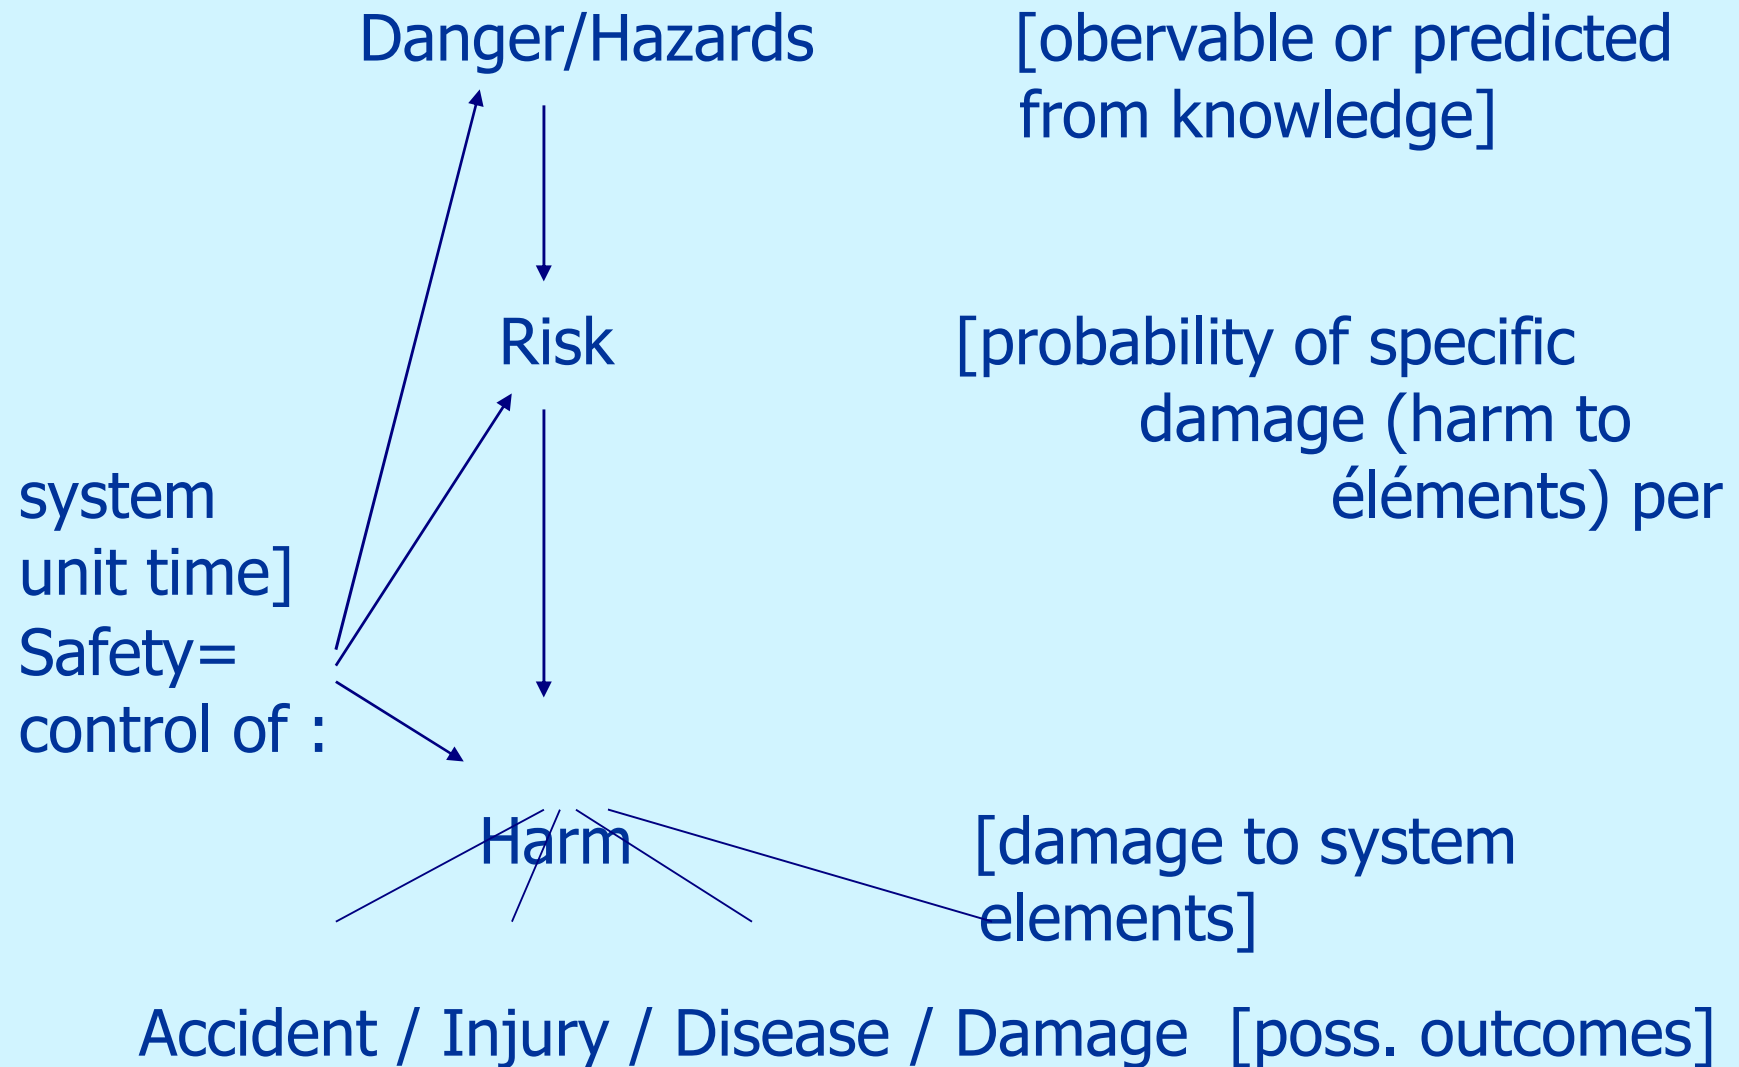 Danger/Hazards [obervable or predicted
from knowledge]
Risk [probability of specific
damage (harm to
system éléments) per
unit time]
Safety=
control of :
Harm [damage to system
elements]
Accident / Injury / Disease / Damage [poss. outcomes]